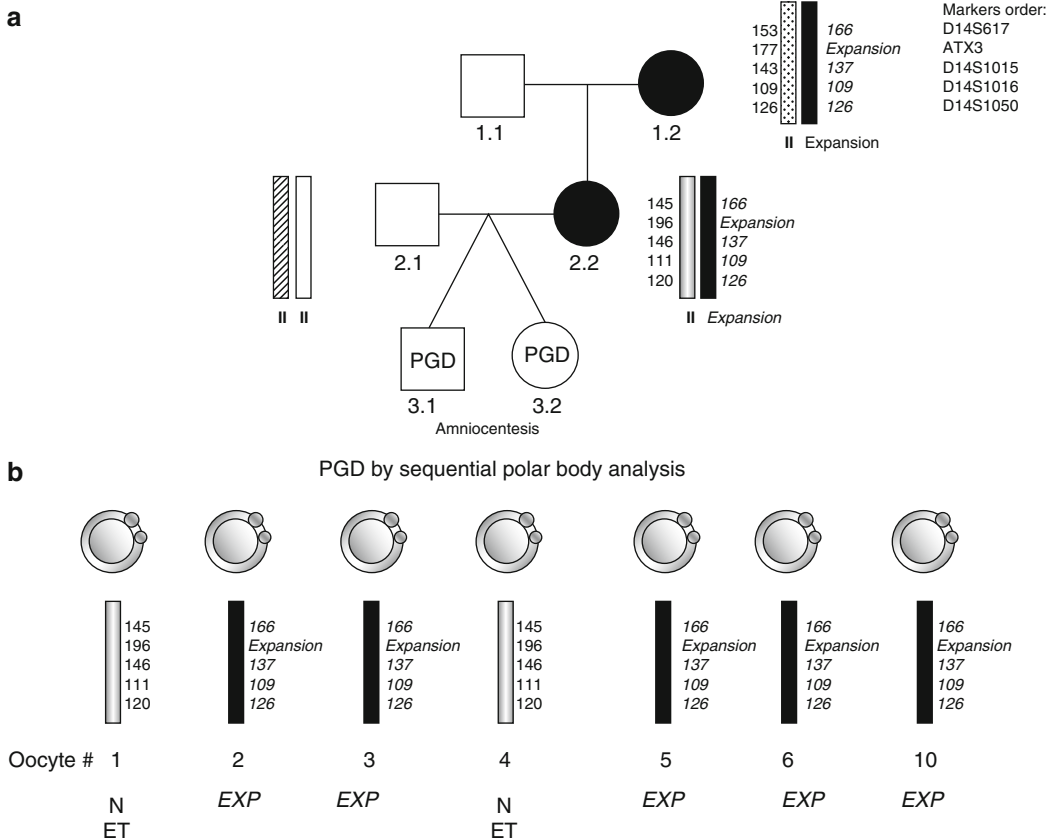 a
Markers order:
153 166 D14S617
177 Expansion ATX3
143 137 D14S1015
109 109 D14S1016
126 126 D14S1050
1.1 1.2
II Expansion
145 166
196 Expansion
146 137
111 109
120 126
2.1 2.2
II II
II Expansion
PGD PGD
3.1 3.2
Amniocentesis
b
PGD by sequential polar body analysis
145 166 166 145 166 166 166
196 Expansion Expansion 196 Expansion Expansion Expansion
146 137 137 146 137 137 137
111 109 109 111 109 109 109
120 126 126 120 126 126 126
Oocyte # 1 2 3 4 5 6 10
N EXP EXP N EXP EXP EXP
ET ET